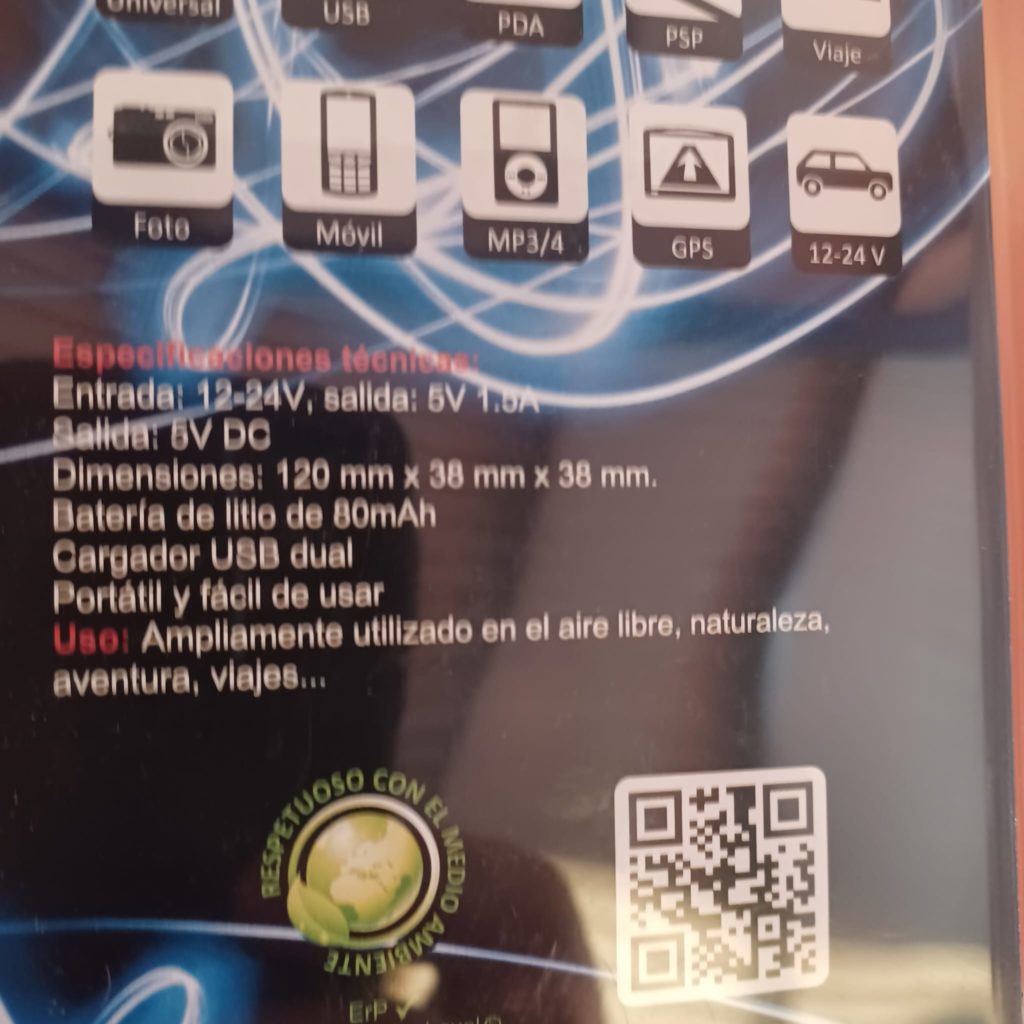 Universal
USB
PDA
PSP
Viaje
Foto
Móvil
MP3/4
GPS
12-24 V
Especificaciones técnicas:
Entrada: 12-24V, salida: 5V 1.5A
Salida: 5V DC
Dimensiones: 120 mm x 38 mm x 38 mm.
Batería de litio de 80mAh
Cargador USB dual
Portátil y fácil de usar
Uso: Ampliamente utilizado en el aire libre, naturaleza,
aventura, viajes...
RESPETUOSO CON EL MEDIO AMBIENTE
ErP ✓